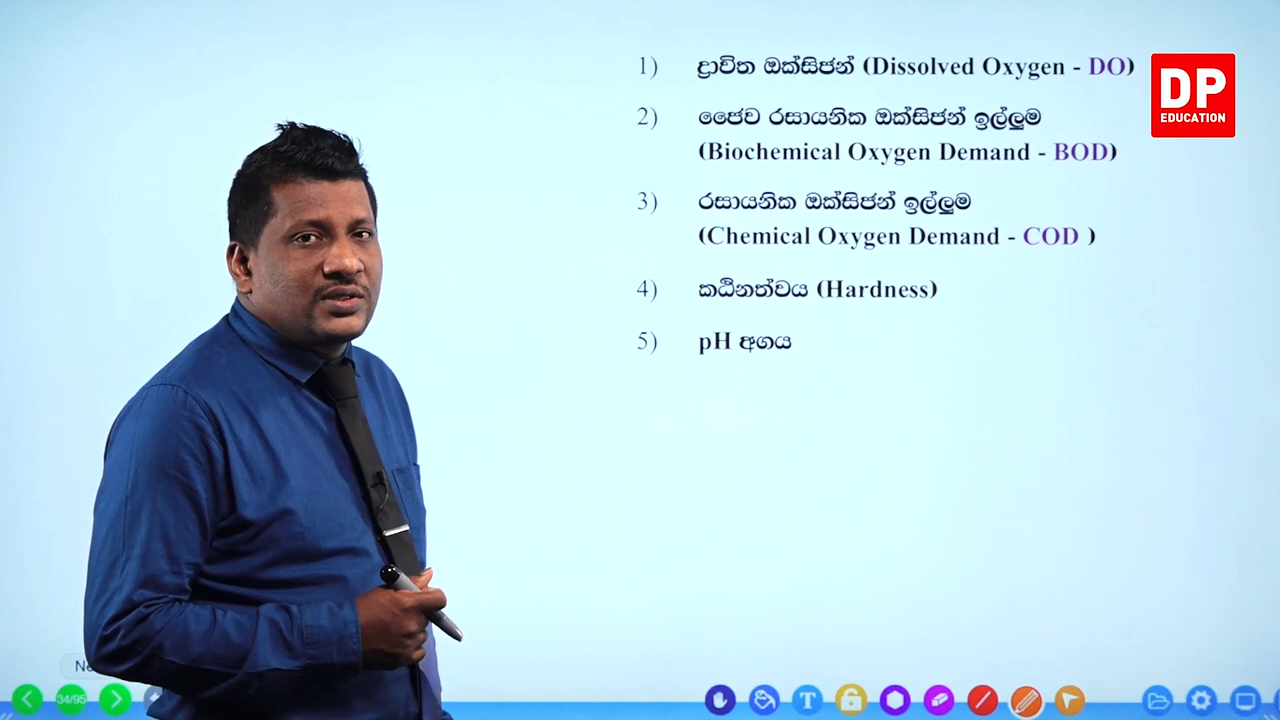 1) ද්‍රාවිත ඔක්සිජන් (Dissolved Oxygen - DO)
2) ජෛව රසායනික ඔක්සිජන් ඉල්ලුම
(Biochemical Oxygen Demand - BOD)
3) රසායනික ඔක්සිජන් ඉල්ලුම
(Chemical Oxygen Demand - COD )
4) කඨිනත්වය (Hardness)
5) pH අගය
DP
EDUCATION
34/95
T